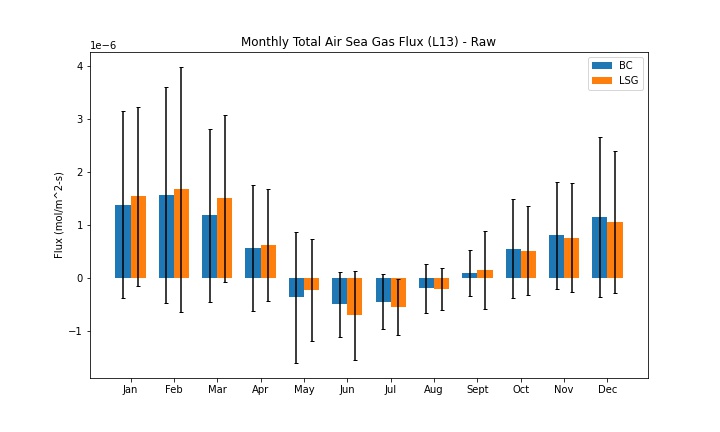 Monthly Total Air Sea Gas Flux (L13) - Raw
1e−6
BC
LSG
4
3
2
1
0
−1
Flux (mol/m^2-s)
Jan Feb Mar Apr May Jun Jul Aug Sept Oct Nov Dec